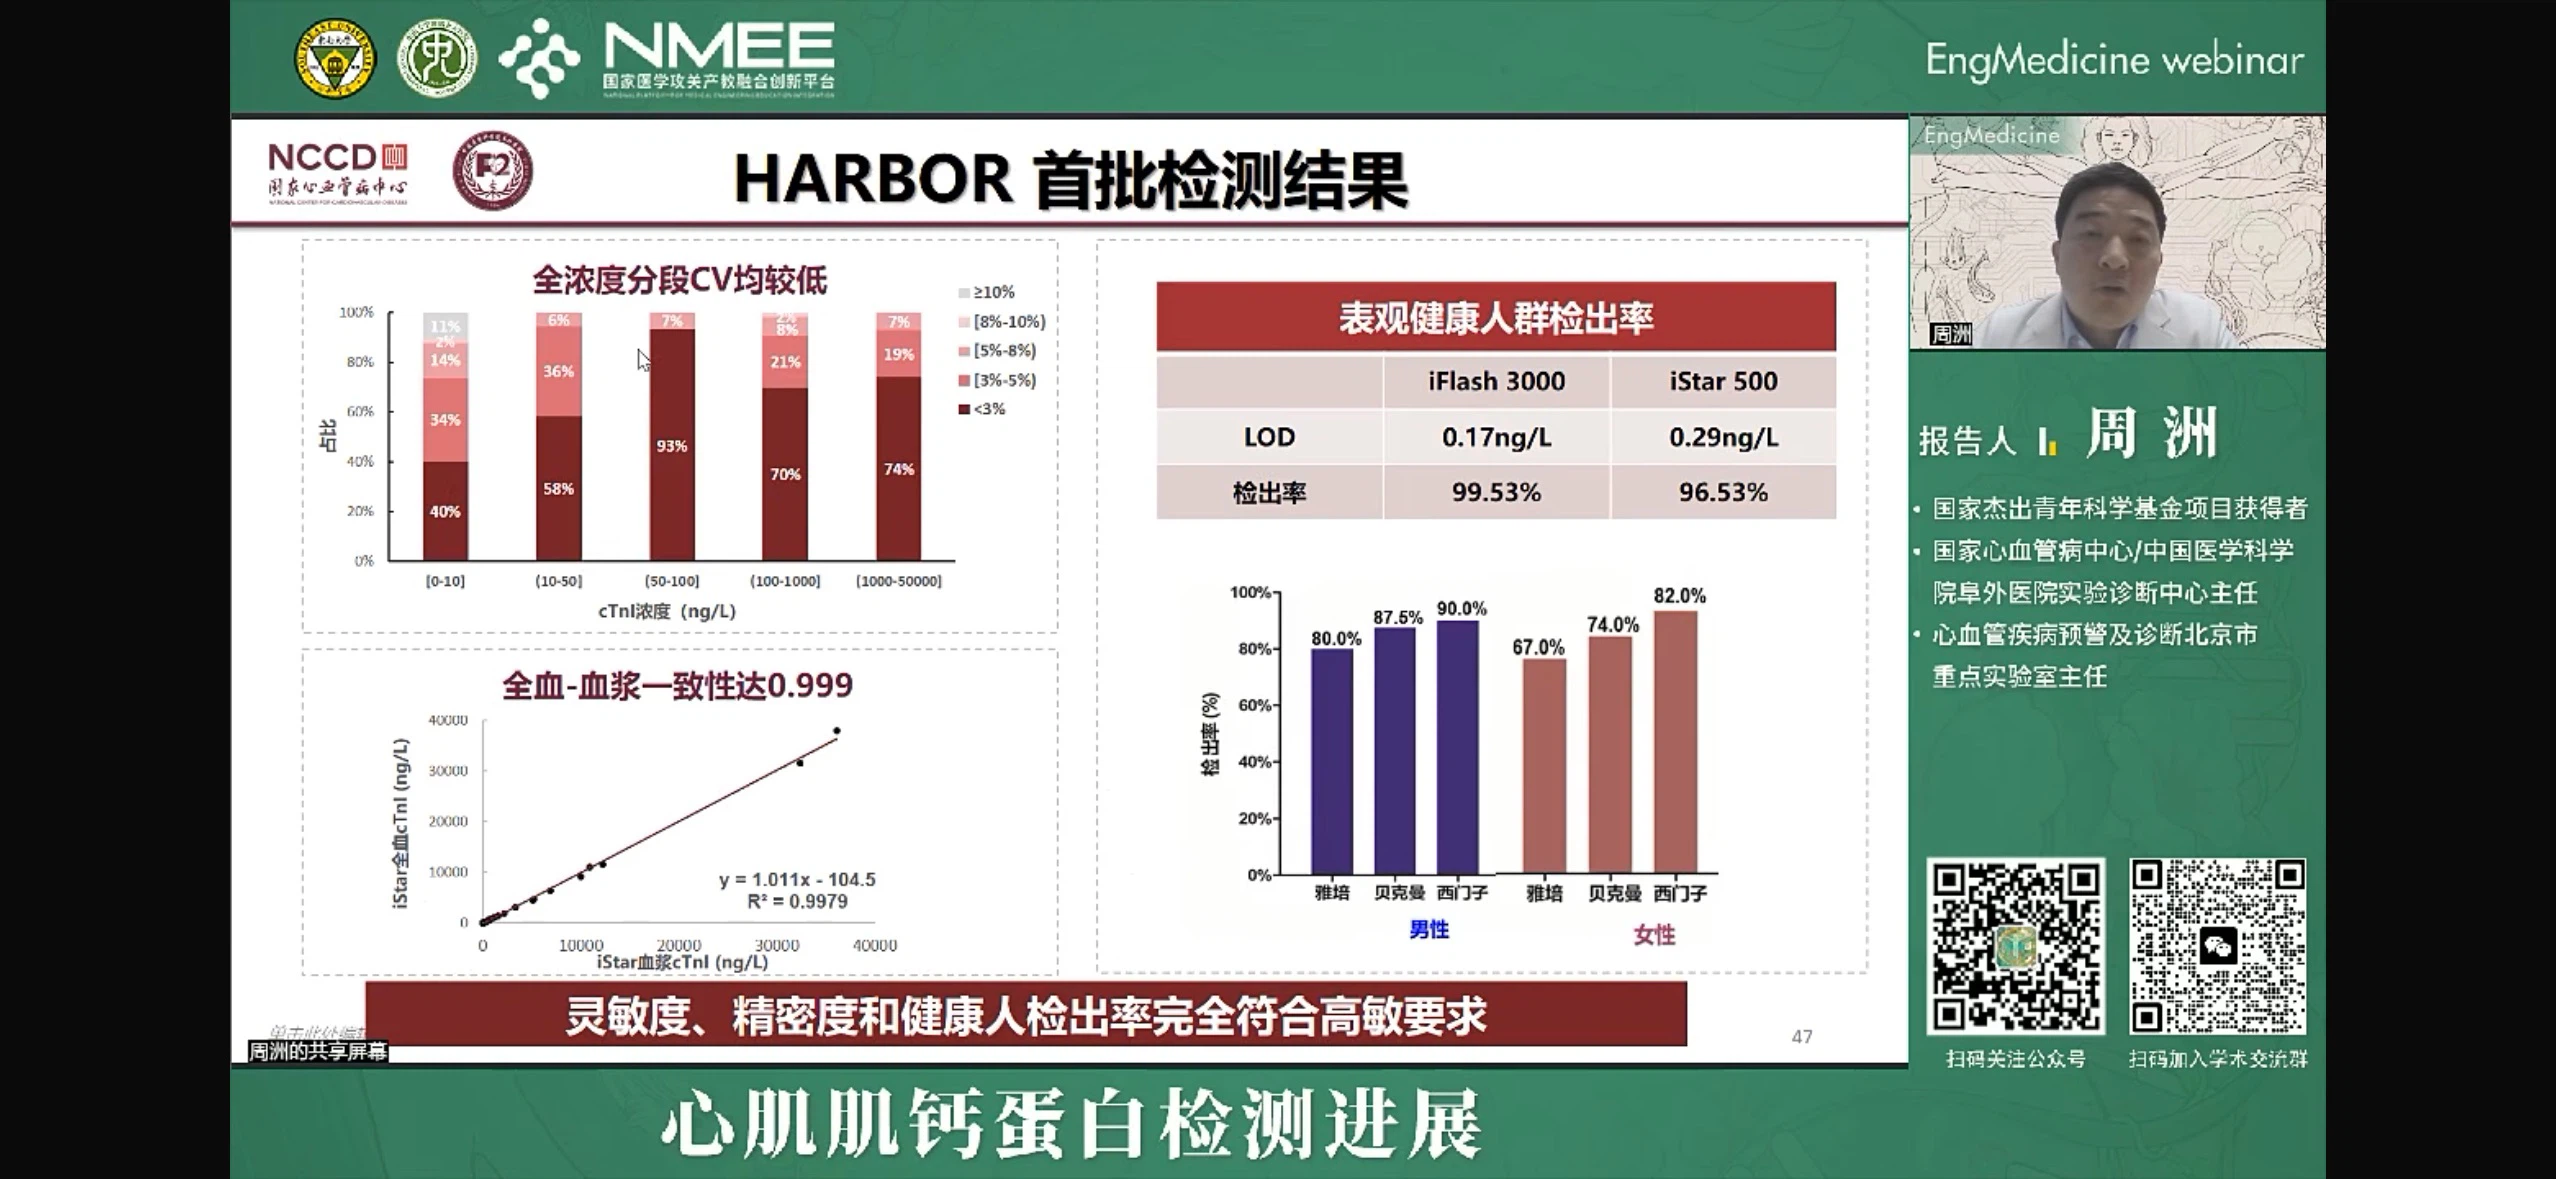 NMEE
国家医学攻关产教融合创新平台
EngMedicine webinar
NCCD
国家心血管病中心
NATIONAL CENTER FOR CARDIOVASCULAR DISEASES
HARBOR 首批检测结果
全浓度分段CV均较低
≥10%
[8%-10%)
[5%-8%)
[3%-5%)
<3%
占比
100%
80%
60%
40%
20%
0%
11%
2%
14%
34%
40%
6%
36%
58%
7%
93%
2%
8%
21%
70%
7%
19%
74%
[0-10]
(10-50]
(50-100]
(100-1000]
(1000-50000]
cTnI浓度 (ng/L)
全血-血浆一致性达0.999
iStar全血cTnI (ng/L)
40000
30000
20000
10000
0
y = 1.011x - 104.5
R² = 0.9979
0
10000
20000
30000
40000
iStar血浆cTnI (ng/L)
表观健康人群检出率
iFlash 3000
iStar 500
LOD
0.17ng/L
0.29ng/L
检出率
99.53%
96.53%
检出率 (%)
100%
80%
60%
40%
20%
0%
80.0%
87.5%
90.0%
67.0%
74.0%
82.0%
雅培
贝克曼
西门子
雅培
贝克曼
西门子
男性
女性
灵敏度、精密度和健康人检出率完全符合高敏要求
单击此处编辑
47
周洲的共享屏幕
EngMedicine
周洲
报告人
周 洲
• 国家杰出青年科学基金项目获得者
• 国家心血管病中心/中国医学科学
院阜外医院实验诊断中心主任
• 心血管疾病预警及诊断北京市
重点实验室主任
扫码关注公众号
扫码加入学术交流群
心肌肌钙蛋白检测进展